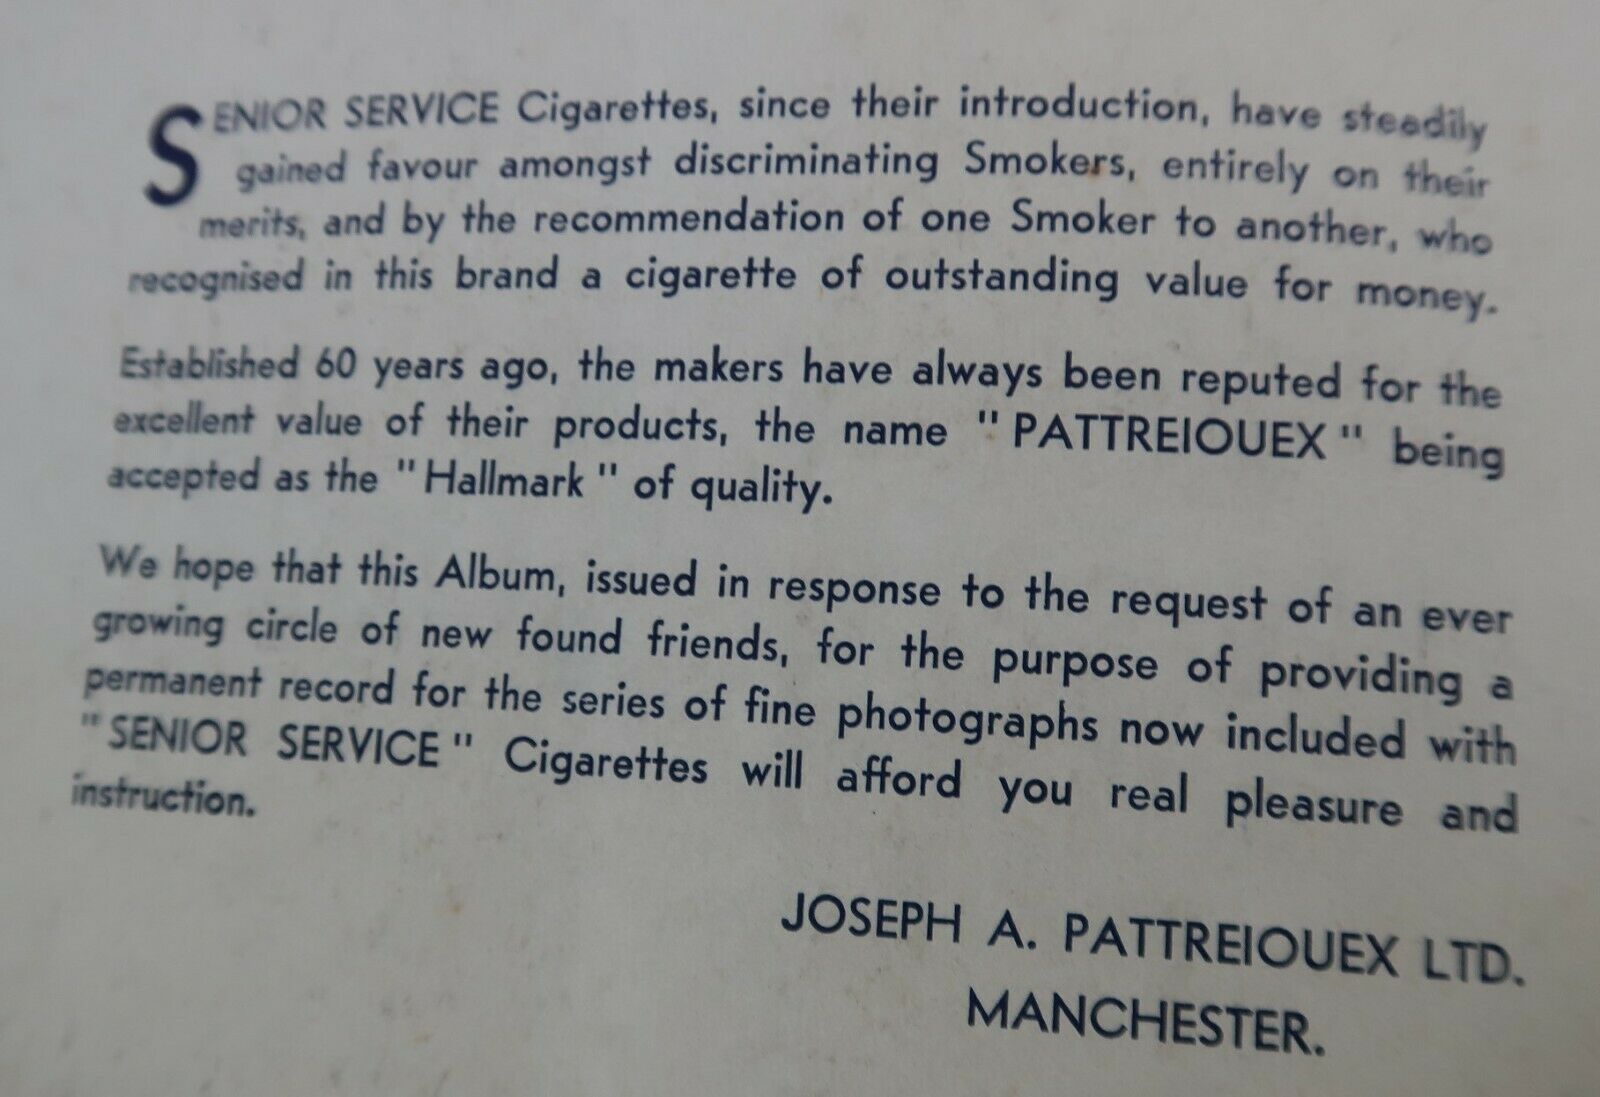 SENIOR SERVICE Cigarettes, since their introduction, have steadily
gained favour amongst discriminating Smokers, entirely on their
merits, and by the recommendation of one Smoker to another, who
recognised in this brand a cigarette of outstanding value for money.
Established 60 years ago, the makers have always been reputed for the
excellent value of their products, the name "PATTREIOUEX" being
accepted as the "Hallmark" of quality.
We hope that this Album, issued in response to the request of an ever
growing circle of new found friends, for the purpose of providing a
permanent record for the series of fine photographs now included with
"SENIOR SERVICE" Cigarettes will afford you real pleasure and
instruction.
JOSEPH A. PATTREIOUEX LTD.
MANCHESTER.